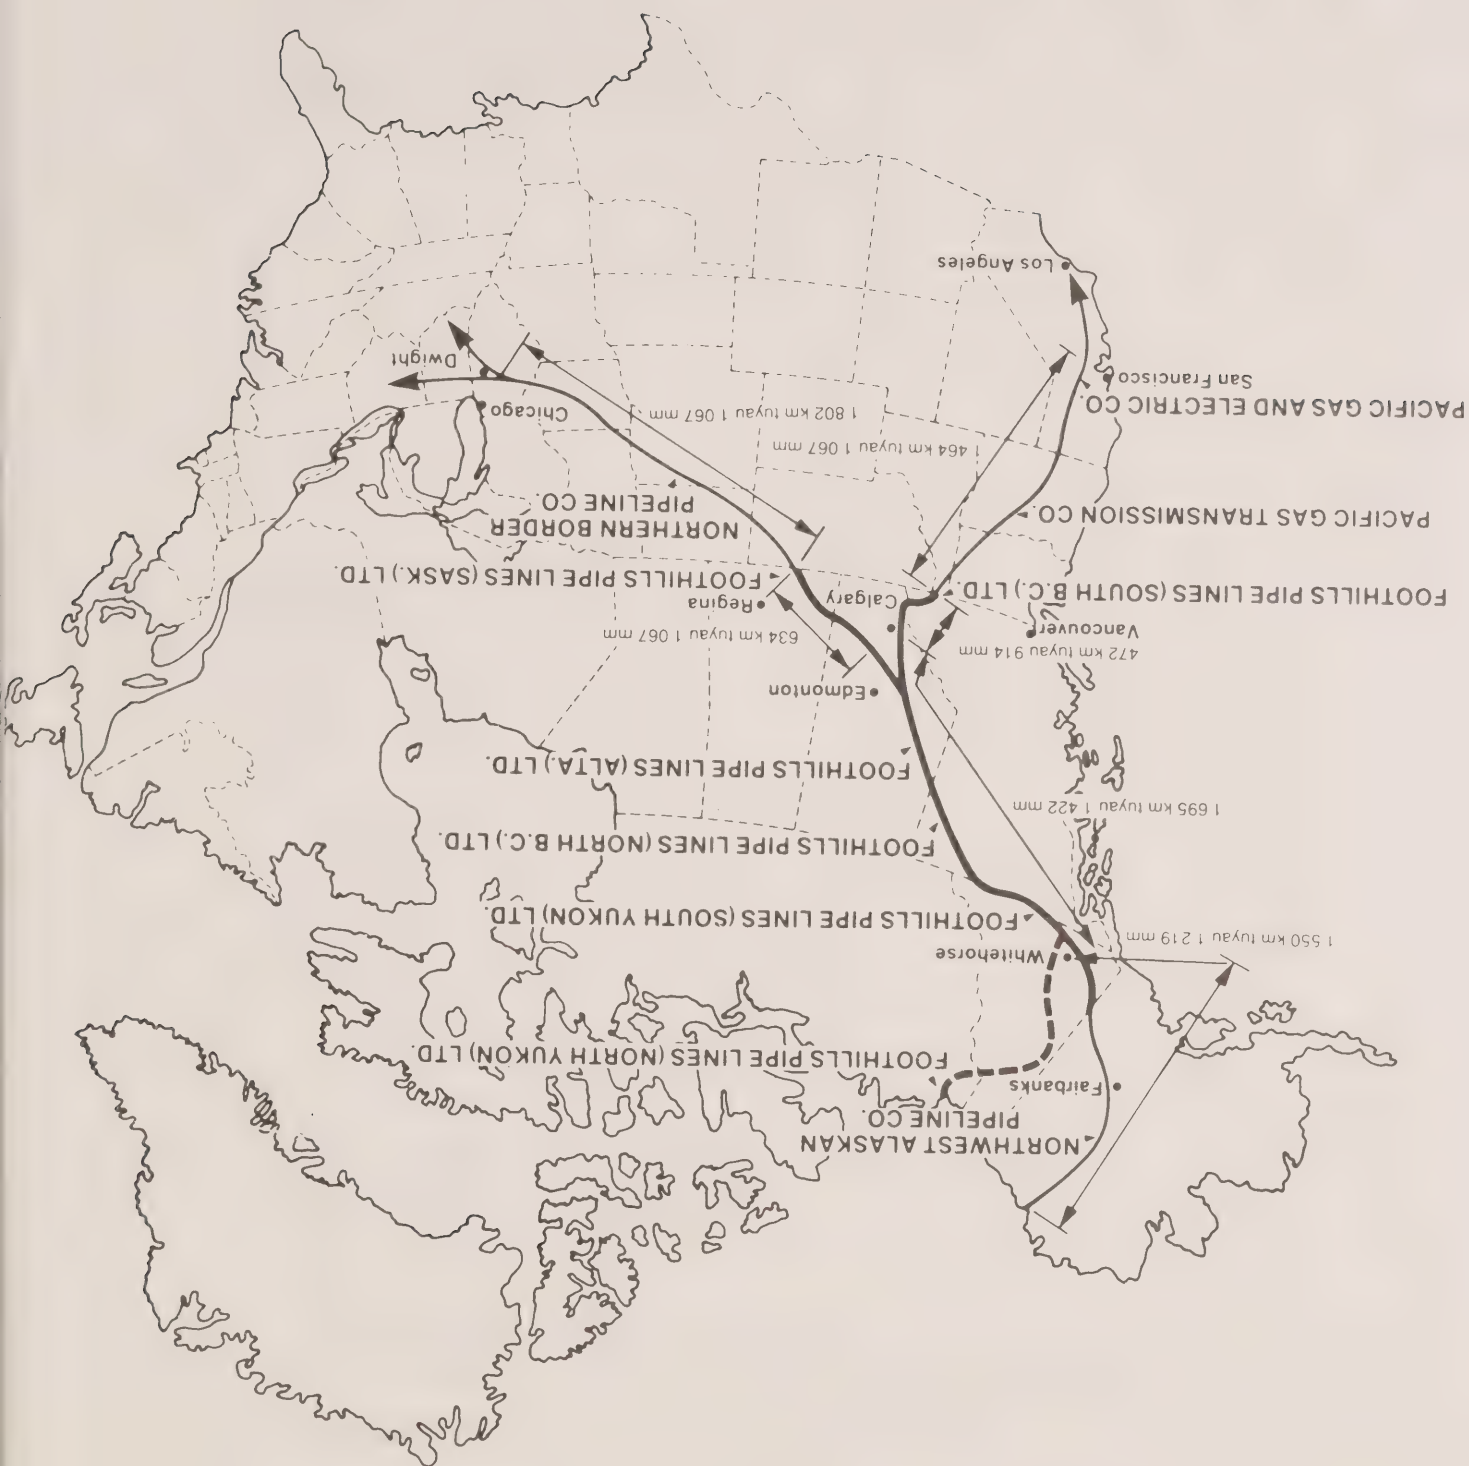 NORTHWEST ALASKAN
PIPELINE CO.
Fairbanks
FOOTHILLS PIPE LINES (NORTH YUKON) LTD.
Whitehorse
1 550 km tuyau 1 219 mm
FOOTHILLS PIPE LINES (SOUTH YUKON) LTD.
FOOTHILLS PIPE LINES (NORTH B.C.) LTD.
1 695 km tuyau 1 422 mm
FOOTHILLS PIPE LINES (ALTA.) LTD.
Edmonton
472 km tuyau 914 mm
Vancouver
634 km tuyau 1 067 mm
Calgary
Regina
FOOTHILLS PIPE LINES (SOUTH B.C.) LTD.
FOOTHILLS PIPE LINES (SASK.) LTD.
PACIFIC GAS TRANSMISSION CO.
NORTHERN BORDER
PIPELINE CO.
1 464 km tuyau 1 067 mm
1 802 km tuyau 1 067 mm
PACIFIC GAS AND ELECTRIC CO.
Chicago
San Francisco
Dwight
Los Angeles